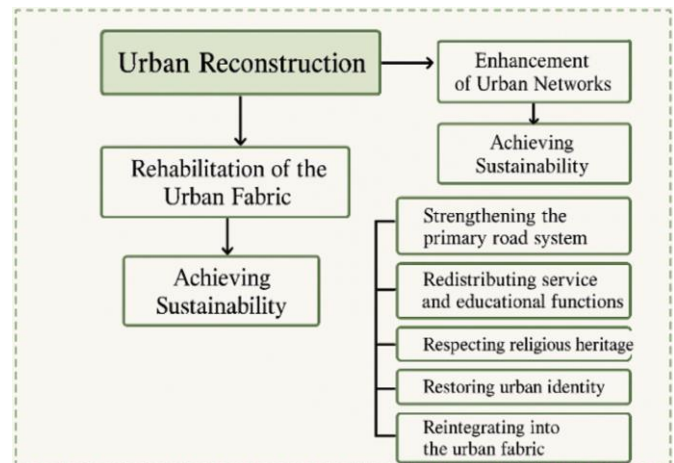 Urban Reconstruction
Enhancement
of Urban Networks
Achieving
Sustainability
Rehabilitation of the
Urban Fabric
Achieving
Sustainability
Strengthening the
primary road system
Redistributing service
and educational functions
Respecting religious heritage
Restoring urban identity
Reintegrating into
the urban fabric